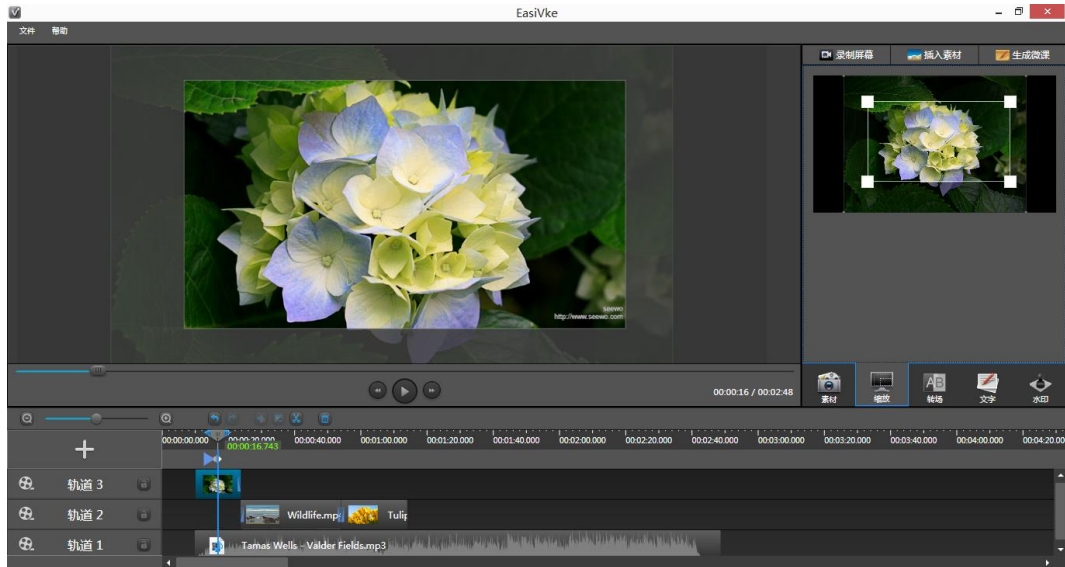 EasiVke
文件 帮助
录制屏幕 插入素材 生成微课
seewo
http://www.seewo.com
00:00:16 / 00:02:48
素材 缩放 转场 文字 水印
00:00:00.000 00:00:20.000 00:00:40.000 00:01:00.000 00:01:20.000 00:01:40.000 00:02:00.000 00:02:20.000 00:02:40.000 00:03:00.000 00:03:20.000 00:03:40.000 00:04:00.000 00:04:20.00
00:00:16.743
轨道 3
轨道 2 Wildlife.mp Tulip
轨道 1 Tamas Wells - Valder Fields.mp3